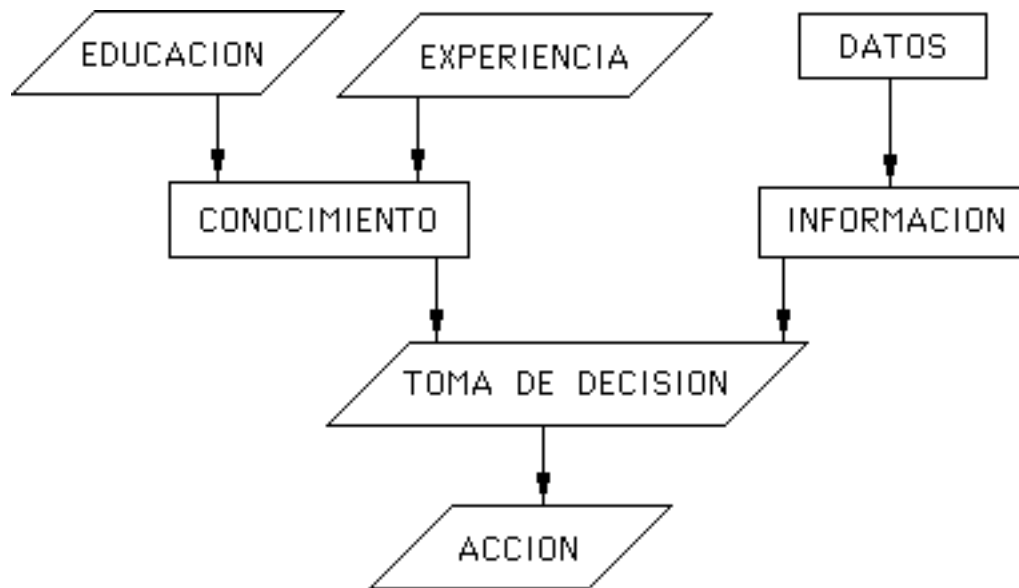 EDUCACION
EXPERIENCIA
DATOS
CONOCIMIENTO
INFORMACION
TOMA DE DECISION
ACCION